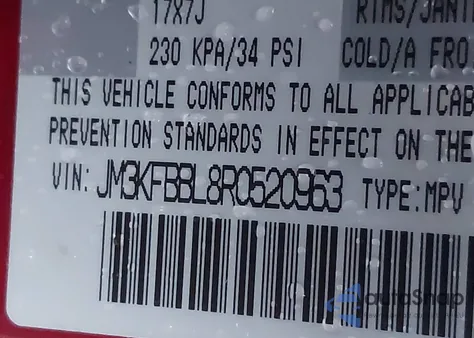 17X7J RIMS/JANT
230 KPA/34 PSI COLD/A FRO
THIS VEHICLE CONFORMS TO ALL APPLICAB
PREVENTION STANDARDS IN EFFECT ON THE
VIN: JM3KFBBL8R0520963 TYPE:MPV
autoSnap